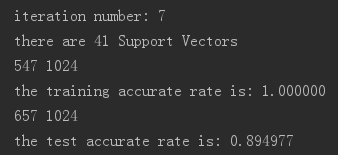 iteration number: 7
there are 41 Support Vectors
547 1024
the training accurate rate is: 1.000000
657 1024
the test accurate rate is: 0.894977